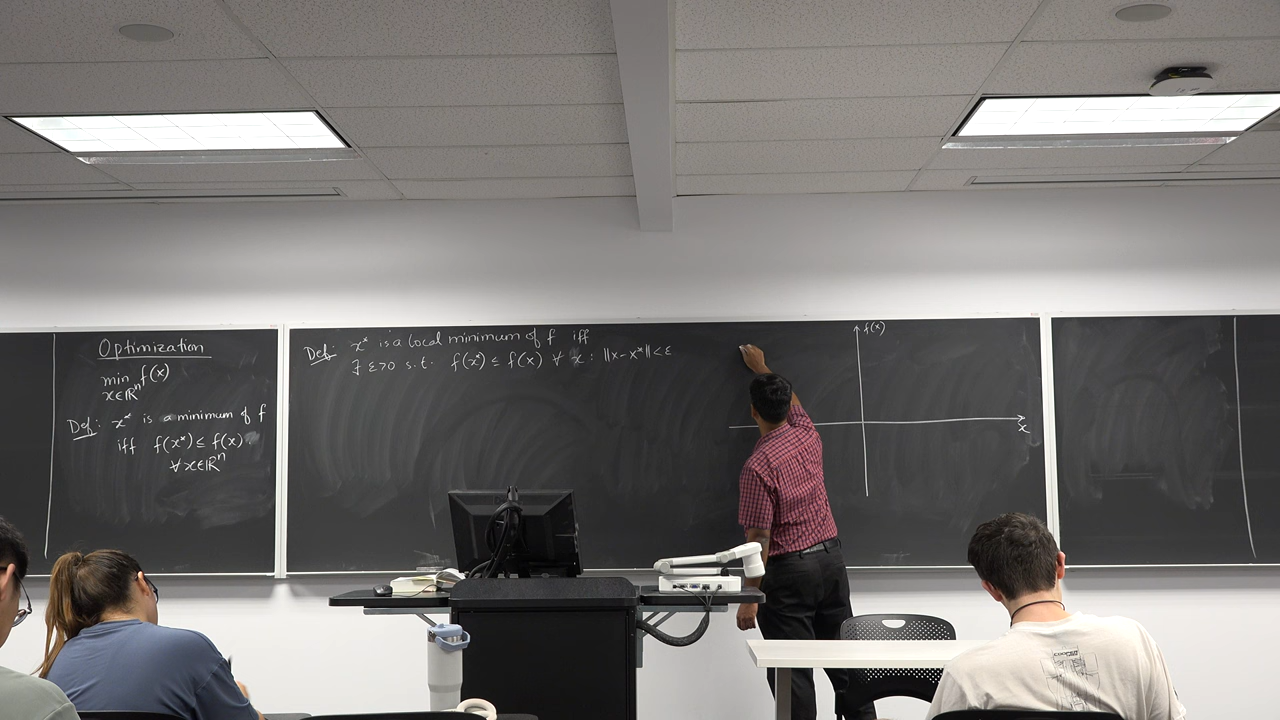 Optimization
min f(x)
x∈ℝⁿ
Def: x* is a minimum of f
iff f(x*) ≤ f(x)
∀ x∈ℝⁿ
Def: x* is a local minimum of f iff
∃ ε>0 s.t. f(x*) ≤ f(x) ∀ x : ||x-x*|| < ε
f(x)
x